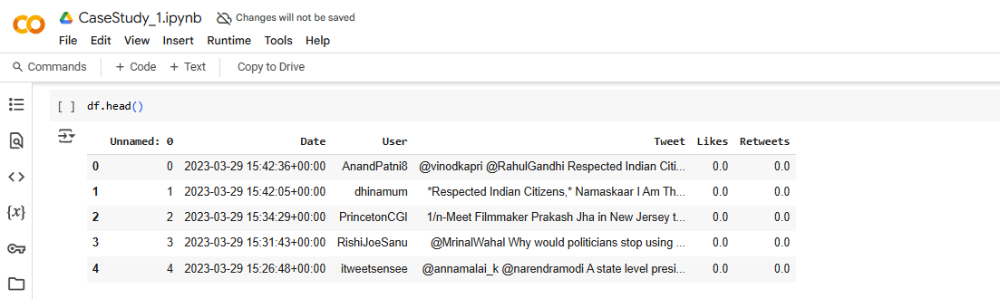 CaseStudy_1.ipynb Changes will not be saved
File Edit View Insert Runtime Tools Help
Commands + Code + Text Copy to Drive
[ ] df.head()
Unnamed: 0 Date User Tweet Likes Retweets
0 0 2023-03-29 15:42:36+00:00 AnandPatni8 @vinodkapri @RahulGandhi Respected Indian Citi... 0.0 0.0
1 1 2023-03-29 15:42:05+00:00 dhinamum *Respected Indian Citizens,* Namaskaar I Am Th... 0.0 0.0
2 2 2023-03-29 15:34:29+00:00 PrincetonCGI 1/n-Meet Filmmaker Prakash Jha in New Jersey t... 0.0 0.0
3 3 2023-03-29 15:31:43+00:00 RishiJoeSanu @MrinalWahal Why would politicians stop using ... 0.0 0.0
4 4 2023-03-29 15:26:48+00:00 itweetsensee @annamalai_k @narendramodi A state level presi... 0.0 0.0
{x}